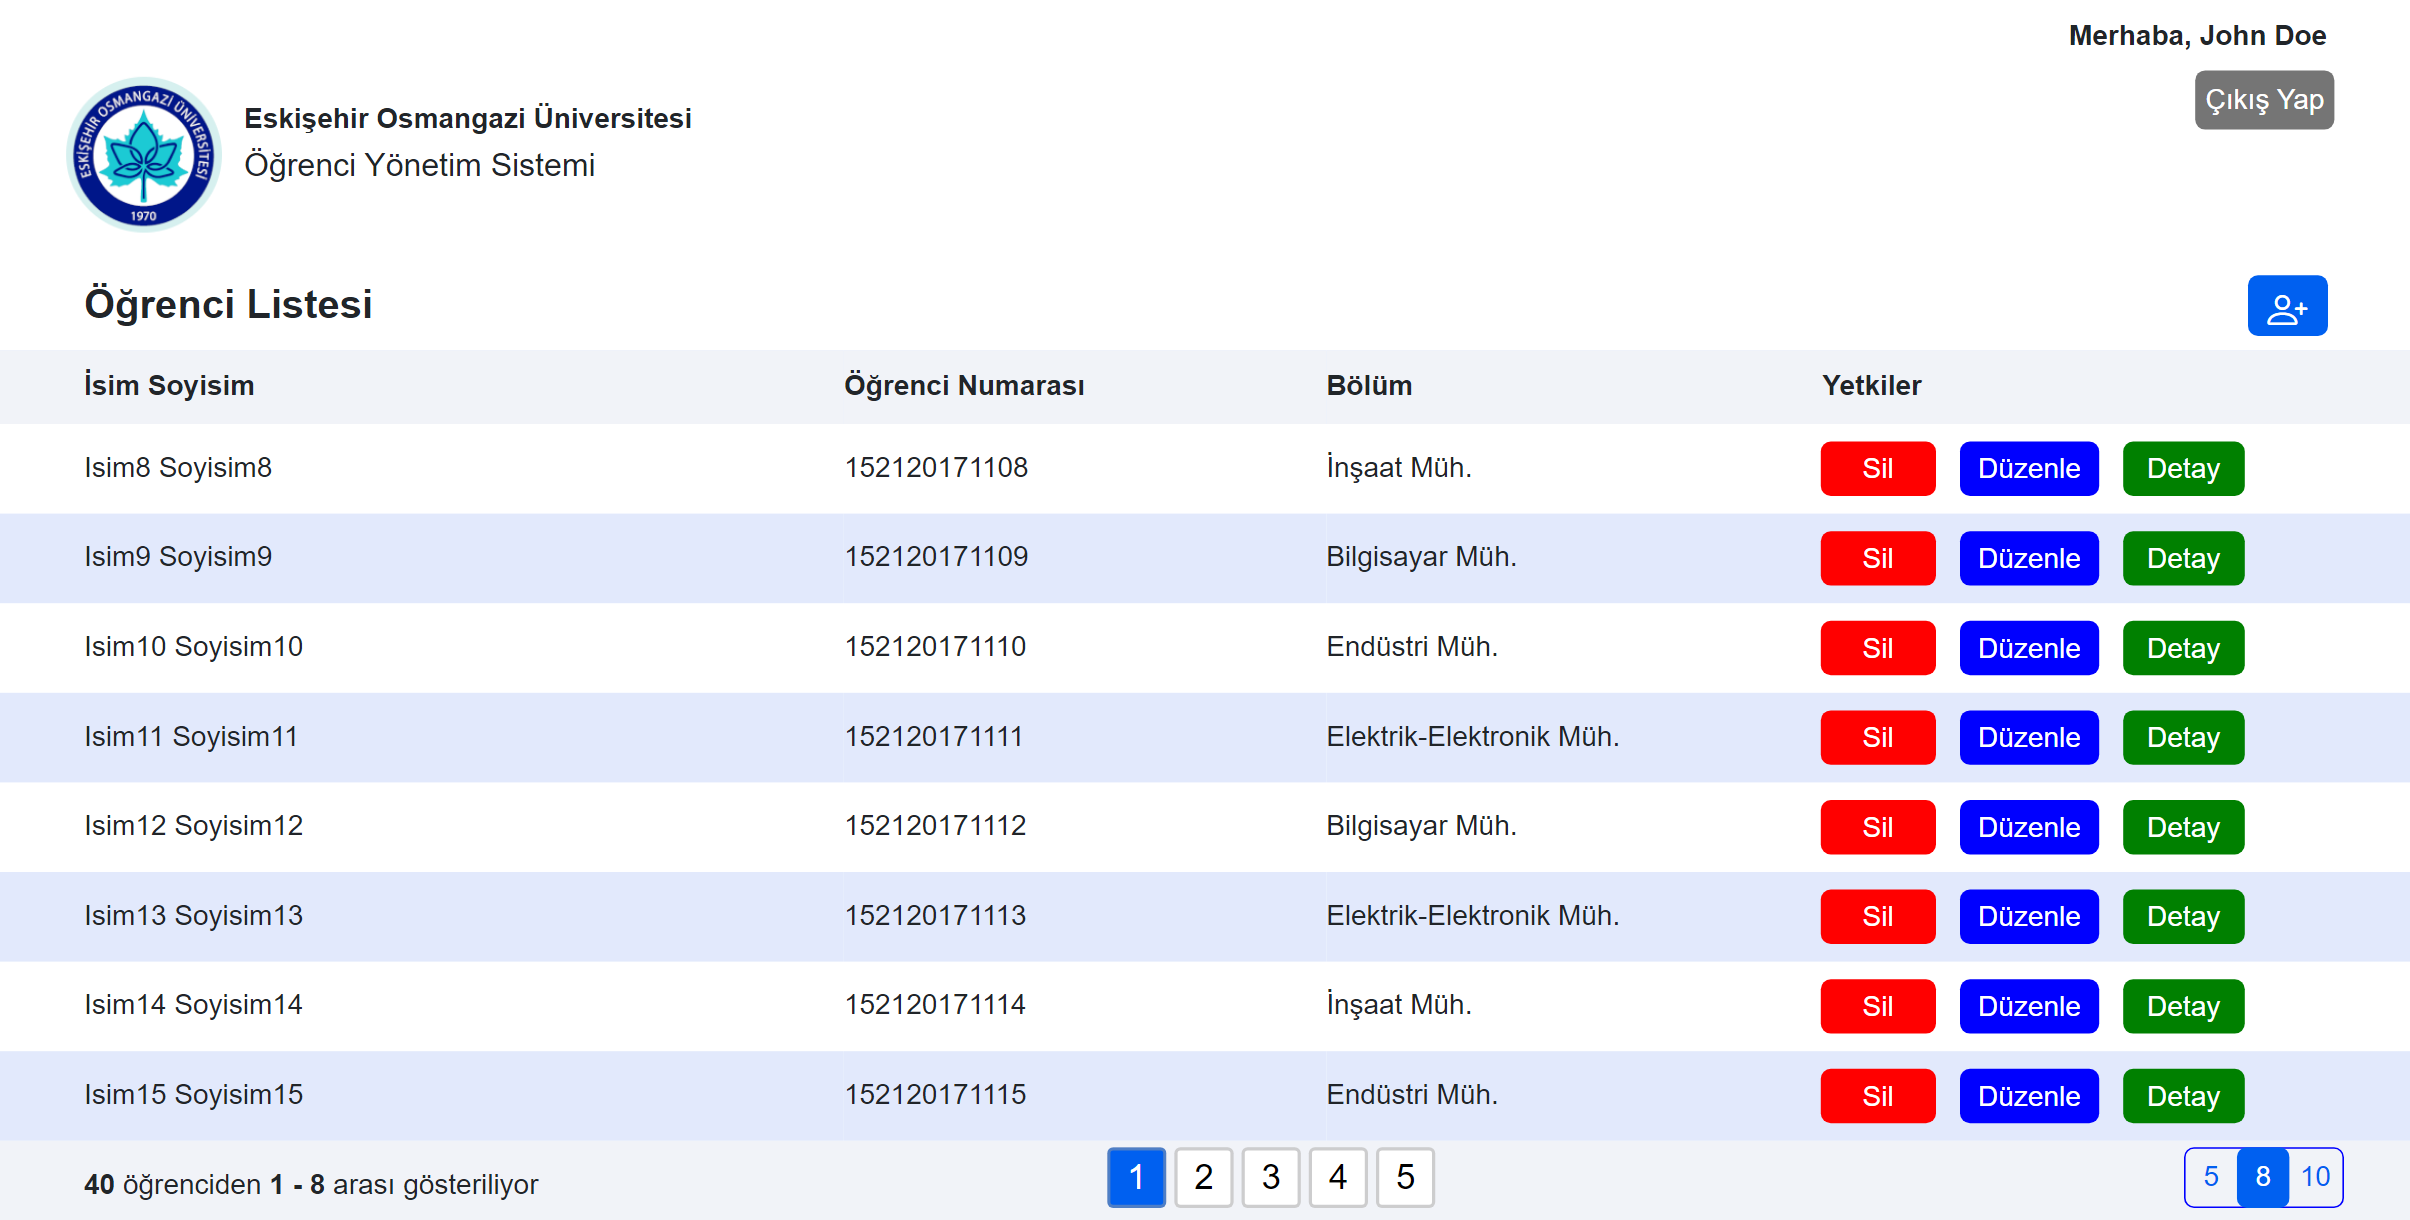 Merhaba, John Doe
Çıkış Yap
ESKİŞEHİR OSMANGAZİ ÜNİVERSİTESİ
1970
Eskişehir Osmangazi Üniversitesi
Öğrenci Yönetim Sistemi
Öğrenci Listesi
İsim Soyisim Öğrenci Numarası Bölüm Yetkiler
Isim8 Soyisim8 152120171108 İnşaat Müh. Sil Düzenle Detay
Isim9 Soyisim9 152120171109 Bilgisayar Müh. Sil Düzenle Detay
Isim10 Soyisim10 152120171110 Endüstri Müh. Sil Düzenle Detay
Isim11 Soyisim11 152120171111 Elektrik-Elektronik Müh. Sil Düzenle Detay
Isim12 Soyisim12 152120171112 Bilgisayar Müh. Sil Düzenle Detay
Isim13 Soyisim13 152120171113 Elektrik-Elektronik Müh. Sil Düzenle Detay
Isim14 Soyisim14 152120171114 İnşaat Müh. Sil Düzenle Detay
Isim15 Soyisim15 152120171115 Endüstri Müh. Sil Düzenle Detay
40 öğrenciden 1 - 8 arası gösteriliyor 1 2 3 4 5 5 8 10